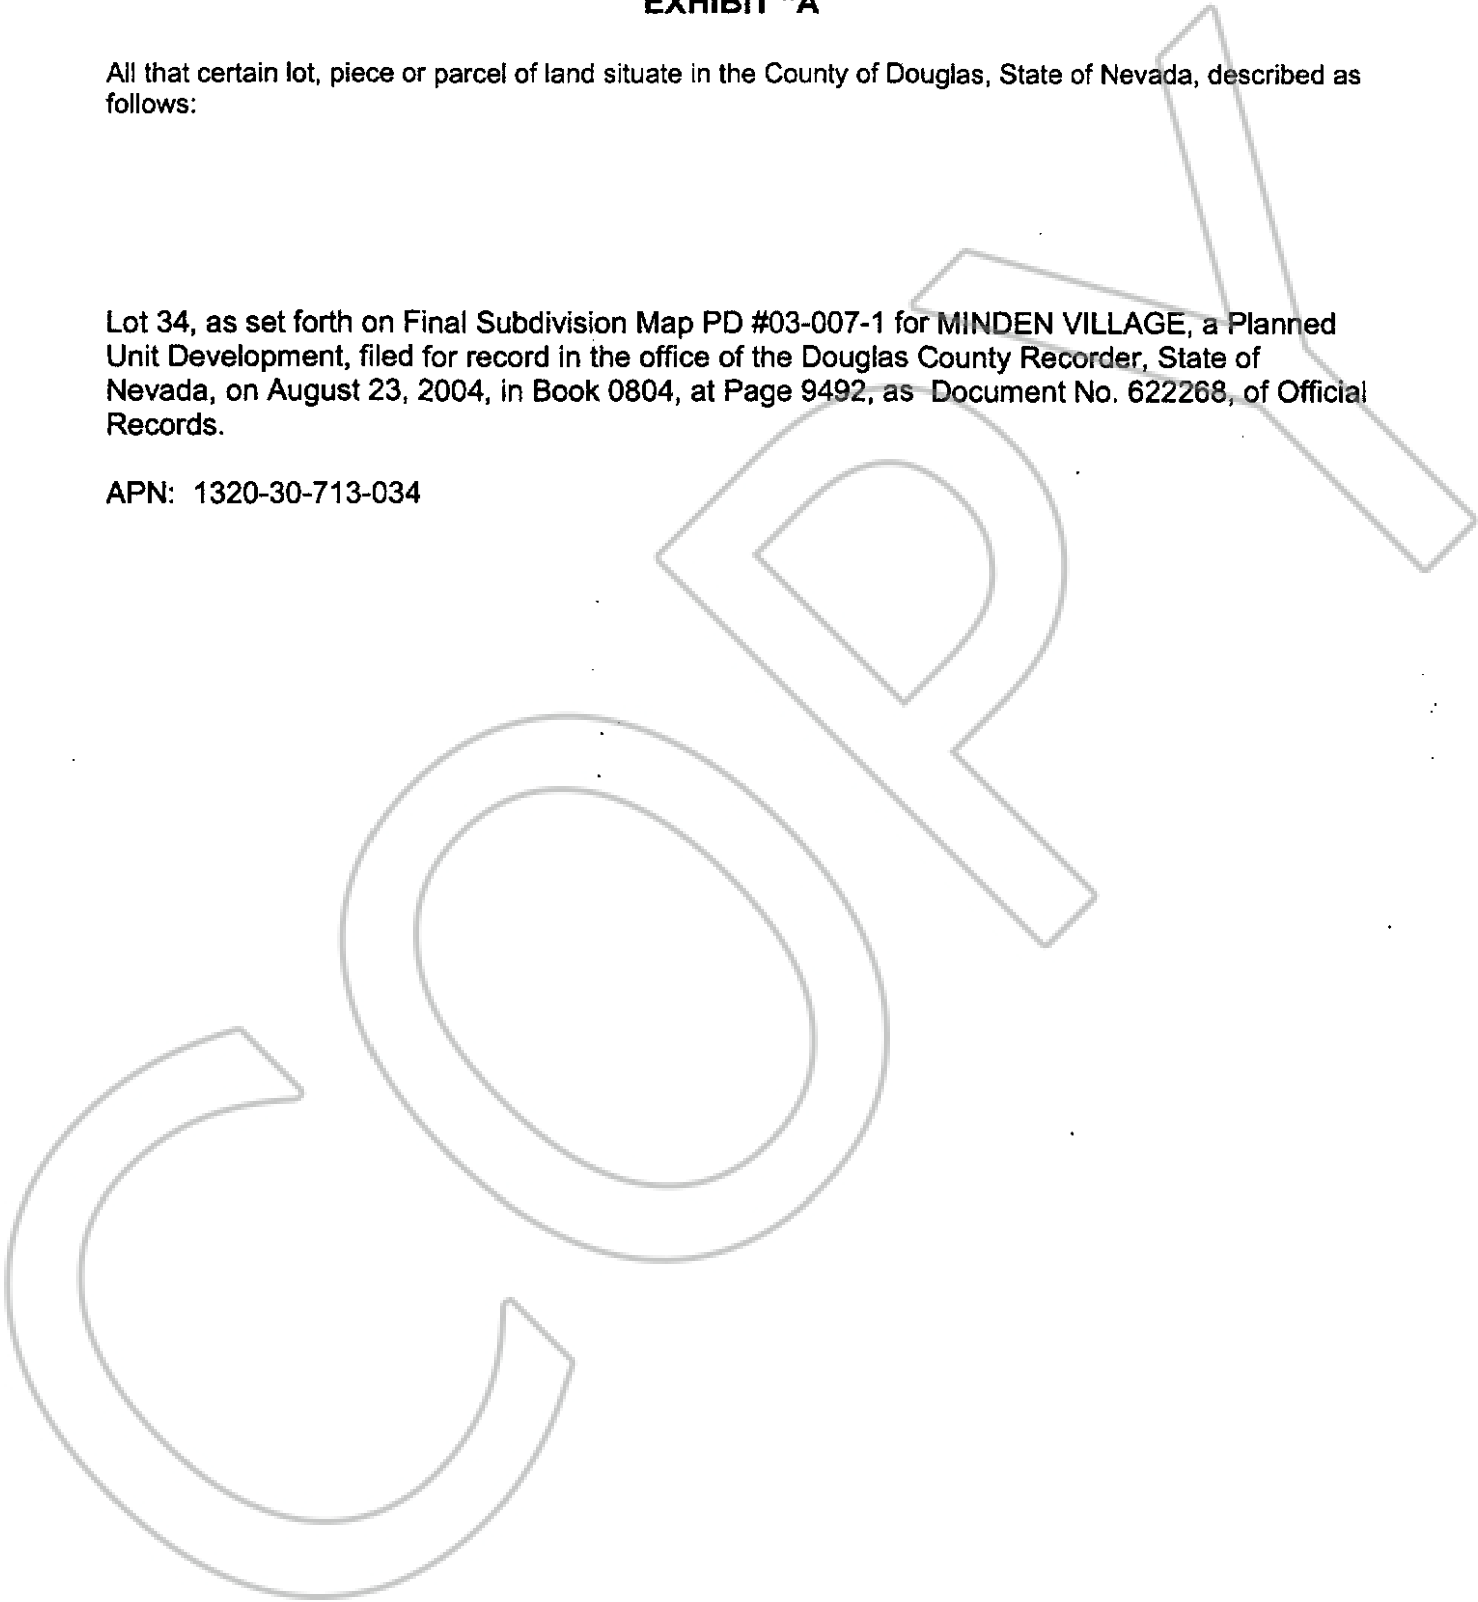 EXHIBIT "A
All that certain lot, piece or parcel of land situate in the County of Douglas, State of Nevada, described as
follows:
Lot 34, as set forth on Final Subdivision Map PD #03-007-1 for MINDEN VILLAGE, a Planned
Unit Development, filed for record in the office of the Douglas County Recorder, State of
Nevada, on August 23, 2004, in Book 0804, at Page 9492, as Document No. 622268, of Official
Records.
APN: 1320-30-713-034
COPY